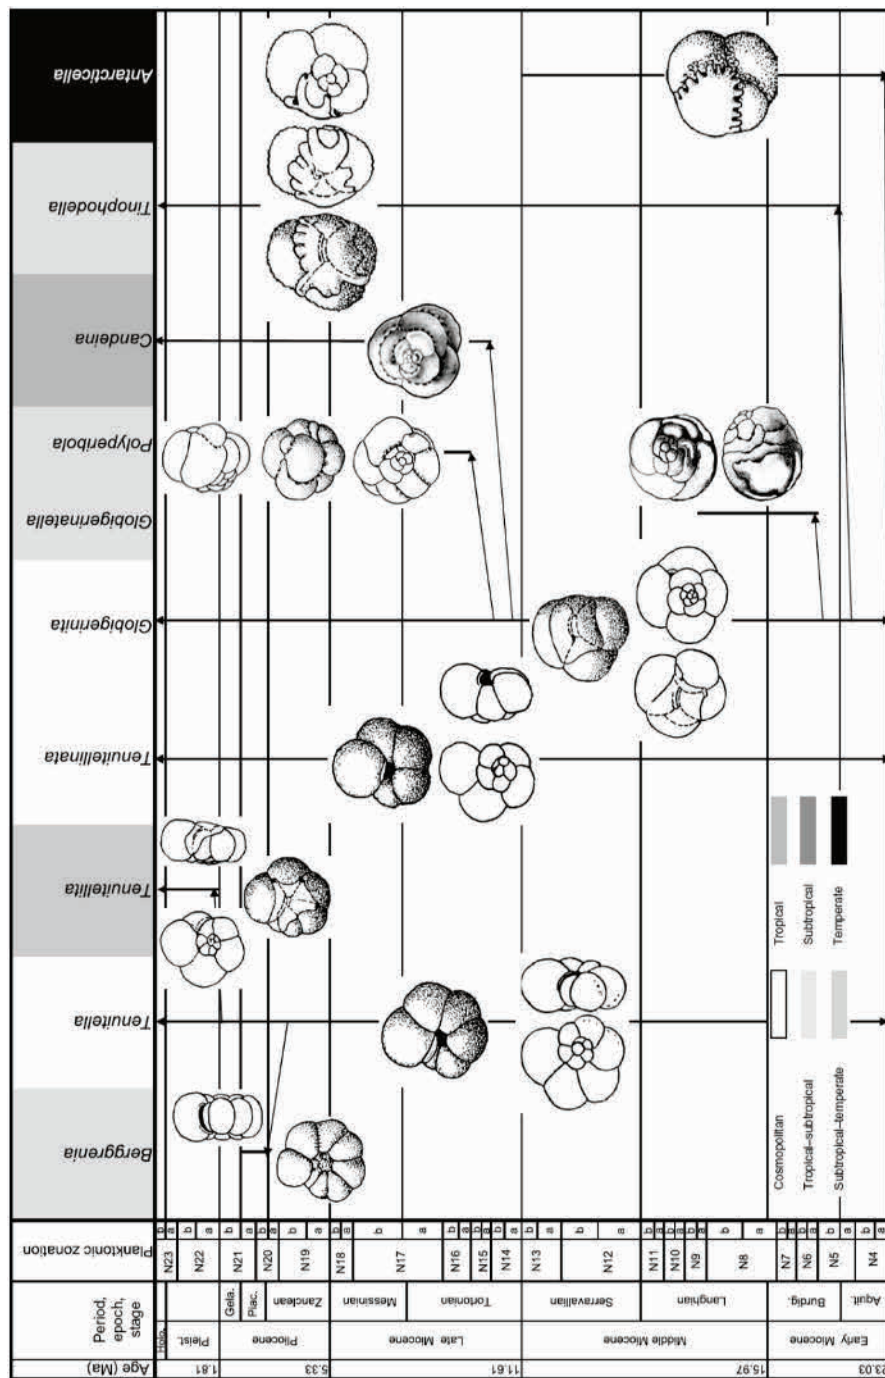 Antarcticella
Tinophodella
Candeina
Polyperibola
Globigerinatella
Globigerinita
Tenuitellinata
Tenuitellita
Tenuitella
Berggrenia
Planktonic zonation
Period,
epoch,
stage
Age (Ma)
b
N23
a
b
N22
a
b
N21
a
b
N20
a
b
N19
a
b
N18
a
b
N17
a
b
N16
a
b
N15
a
b
N14
a
b
N13
a
b
N12
a
b
N11
a
b
N10
a
b
N9
a
b
N8
a
b
N7
a
b
N6
a
b
N5
a
b
N4
a
Gela.
Piac.
Zanclean
Messinian
Tortonian
Serravallian
Langhian
Burdig.
Aquit.
Holo.
Pleist.
Pliocene
Late Miocene
Middle Miocene
Early Miocene
1.81
5.33
11.61
15.97
23.03
Cosmopolitan
Tropical
Tropical–subtropical
Subtropical
Subtropical–temperate
Temperate